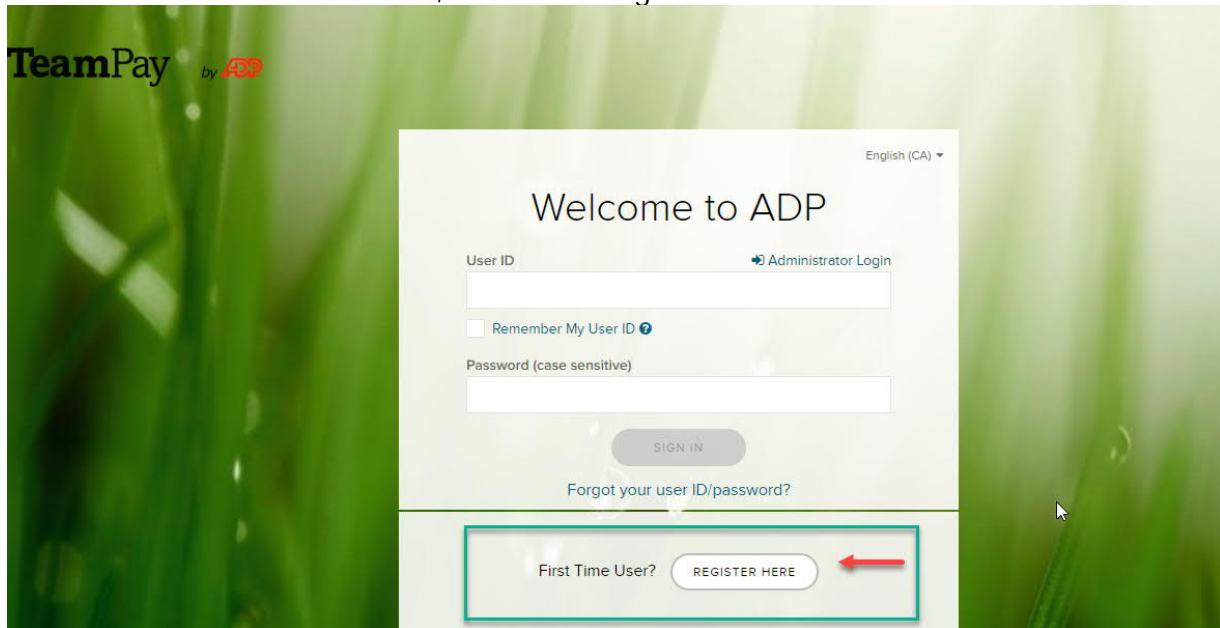 TeamPay by ADP
English (CA)
Welcome to ADP
User ID Administrator Login
Remember My User ID
Password (case sensitive)
SIGN IN
Forgot your user ID/password?
First Time User? REGISTER HERE